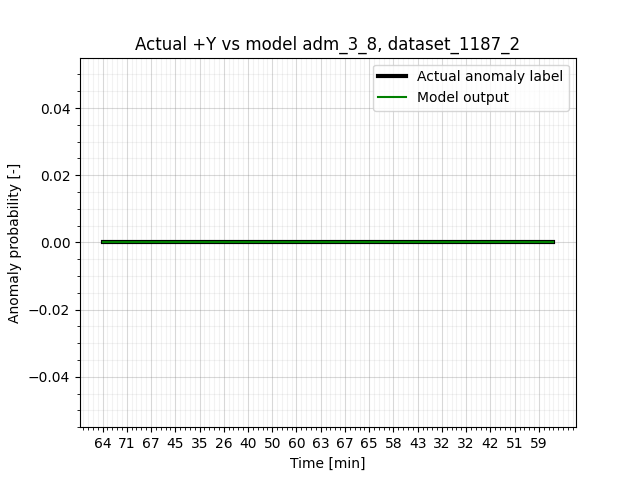 Actual +Y vs model adm_3_8, dataset_1187_2
Actual anomaly label
Model output
0.04
0.02
0.00
−0.02
−0.04
Anomaly probability [-]
64 71 67 45 35 26 40 50 60 63 67 65 58 43 32 32 42 51 59
Time [min]